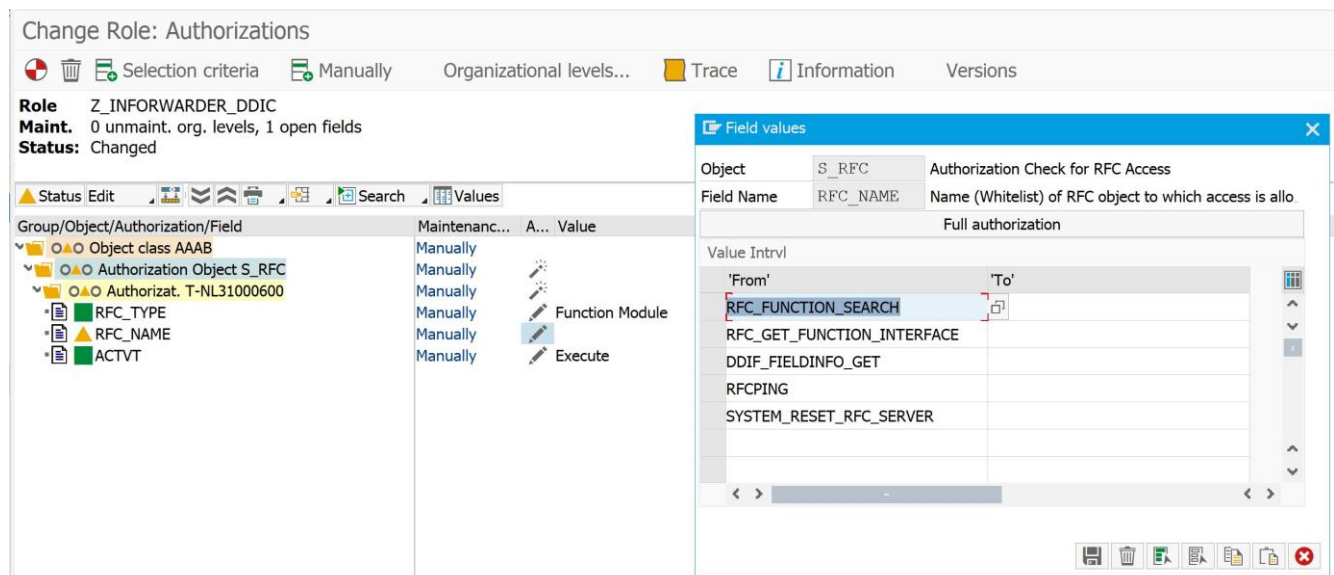 Change Role: Authorizations
Selection criteria Manually Organizational levels... Trace Information Versions
Role Z_INFORWARDER_DDIC
Maint. 0 unmaint. org. levels, 1 open fields
Status: Changed
Status Edit Search Values
Group/Object/Authorization/Field Maintenanc... A... Value
Object class AAAB Manually
Authorization Object S_RFC Manually
Authorizat. T-NL31000600 Manually
RFC_TYPE Manually Function Module
RFC_NAME Manually
ACTVT Manually Execute
Field values
Object S_RFC Authorization Check for RFC Access
Field Name RFC_NAME Name (Whitelist) of RFC object to which access is allo
Full authorization
Value Intrvl
'From' 'To'
RFC_FUNCTION_SEARCH
RFC_GET_FUNCTION_INTERFACE
DDIF_FIELDINFO_GET
RFCPING
SYSTEM_RESET_RFC_SERVER